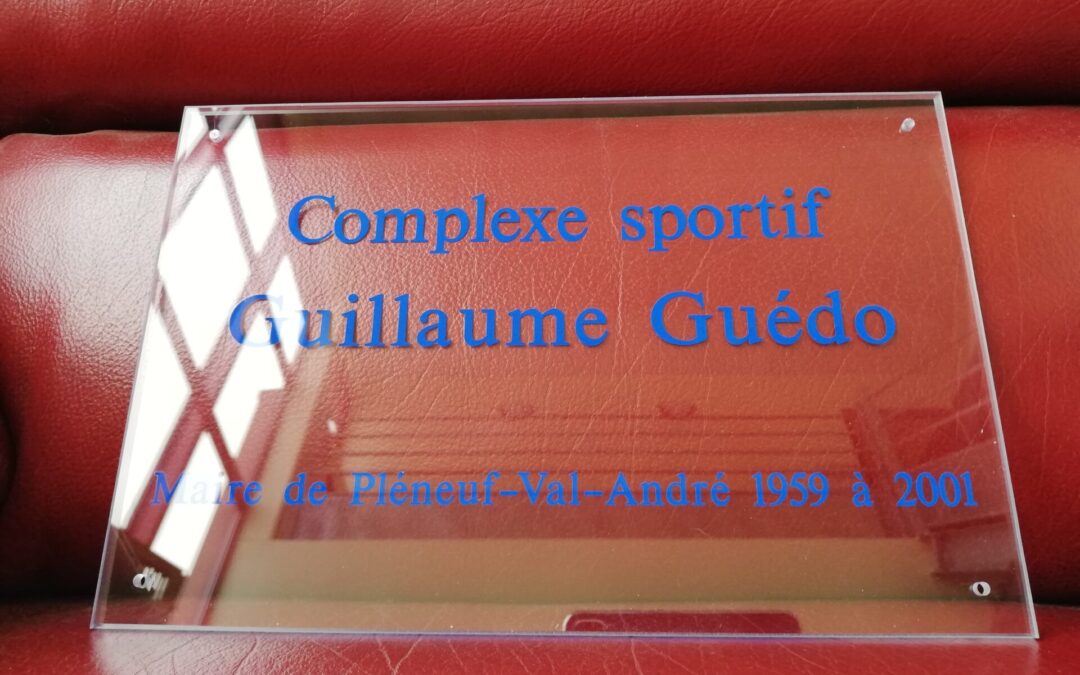 Complexe sportif
Guillaume Guédo
Maire de Pléneuf-Val-André 1959 à 2001